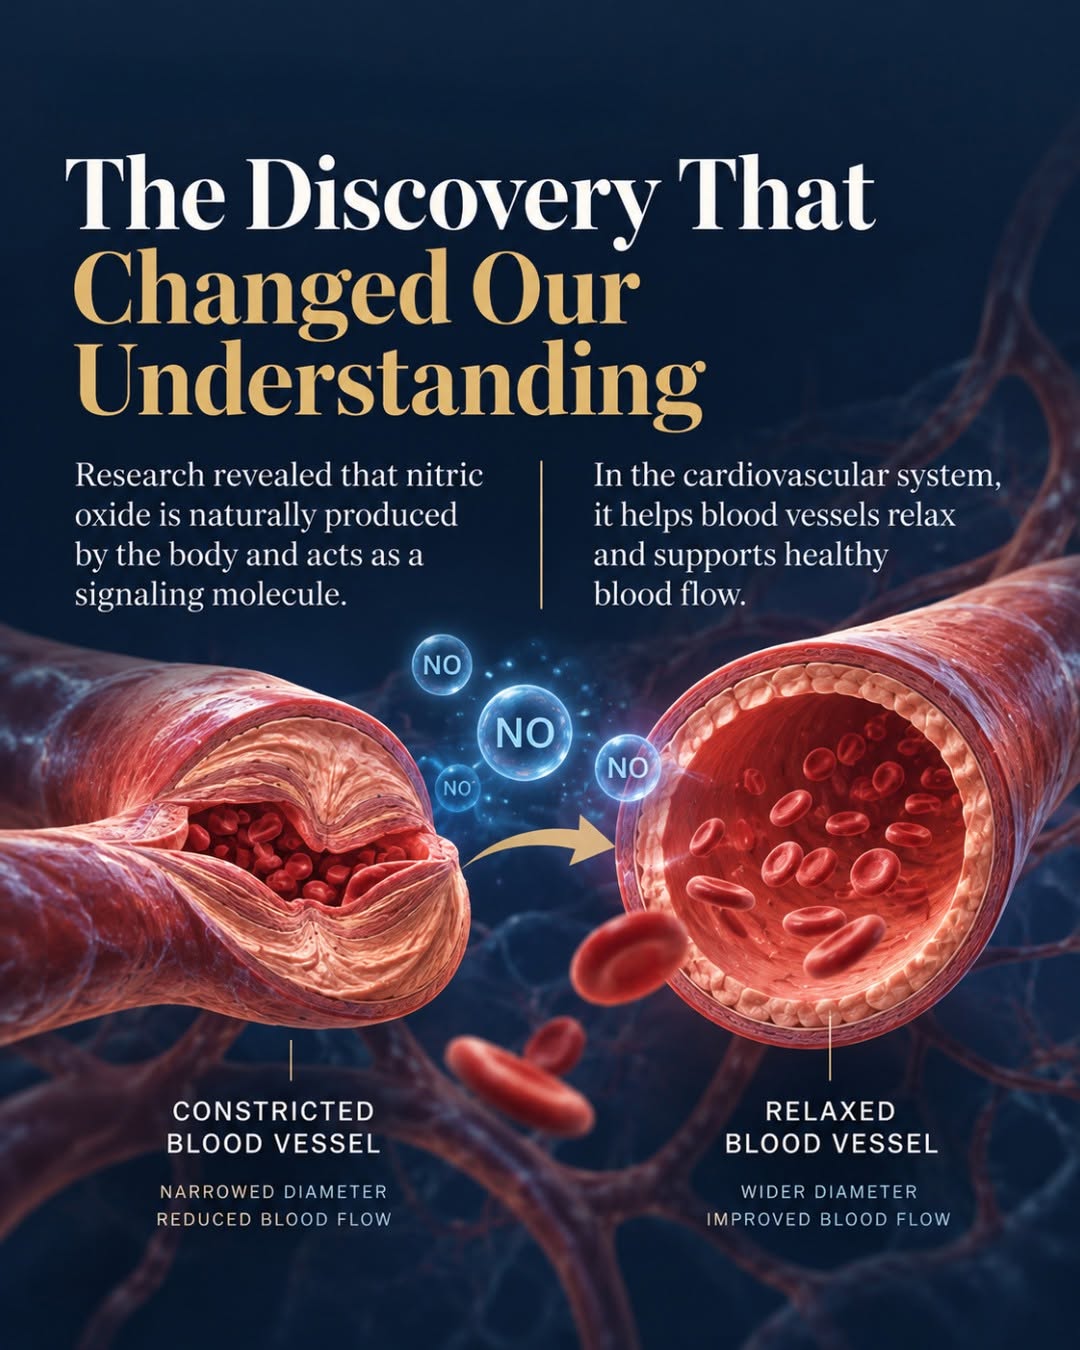 The Discovery That
Changed Our
Understanding
Research revealed that nitric
oxide is naturally produced
by the body and acts as a
signaling molecule.
In the cardiovascular system,
it helps blood vessels relax
and supports healthy
blood flow.
NO
NO
NO
NO
CONSTRICTED
BLOOD VESSEL
NARROWED DIAMETER
REDUCED BLOOD FLOW
RELAXED
BLOOD VESSEL
WIDER DIAMETER
IMPROVED BLOOD FLOW